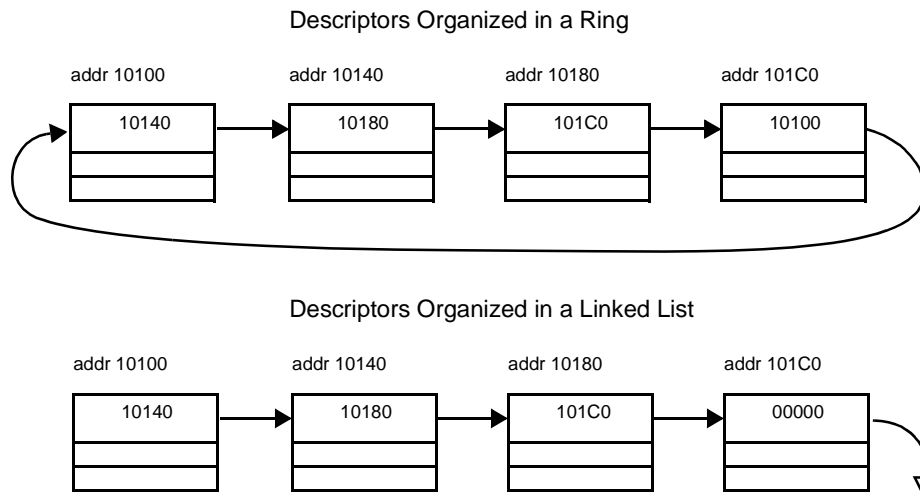 Descriptors Organized in a Ring
addr 10100 addr 10140 addr 10180 addr 101C0
10140 10180 101C0 10100
Descriptors Organized in a Linked List
addr 10100 addr 10140 addr 10180 addr 101C0
10140 10180 101C0 00000